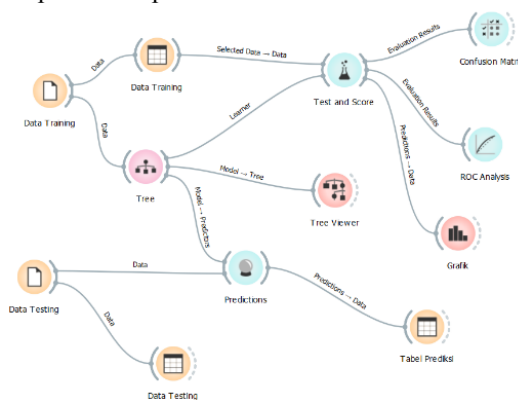 Confusion Matr
Evaluation Results
Selected Data → Data
Data Training
Test and Score
Data
Data Training
Evaluation Results
Learner
Data
ROC Analysis
Predictions → Data
Tree
Model → Tree
Tree Viewer
Model → Predictors
Grafik
Data
Predictions
Data Testing
Predictions → Data
Data
Tabel Prediksi
Data Testing